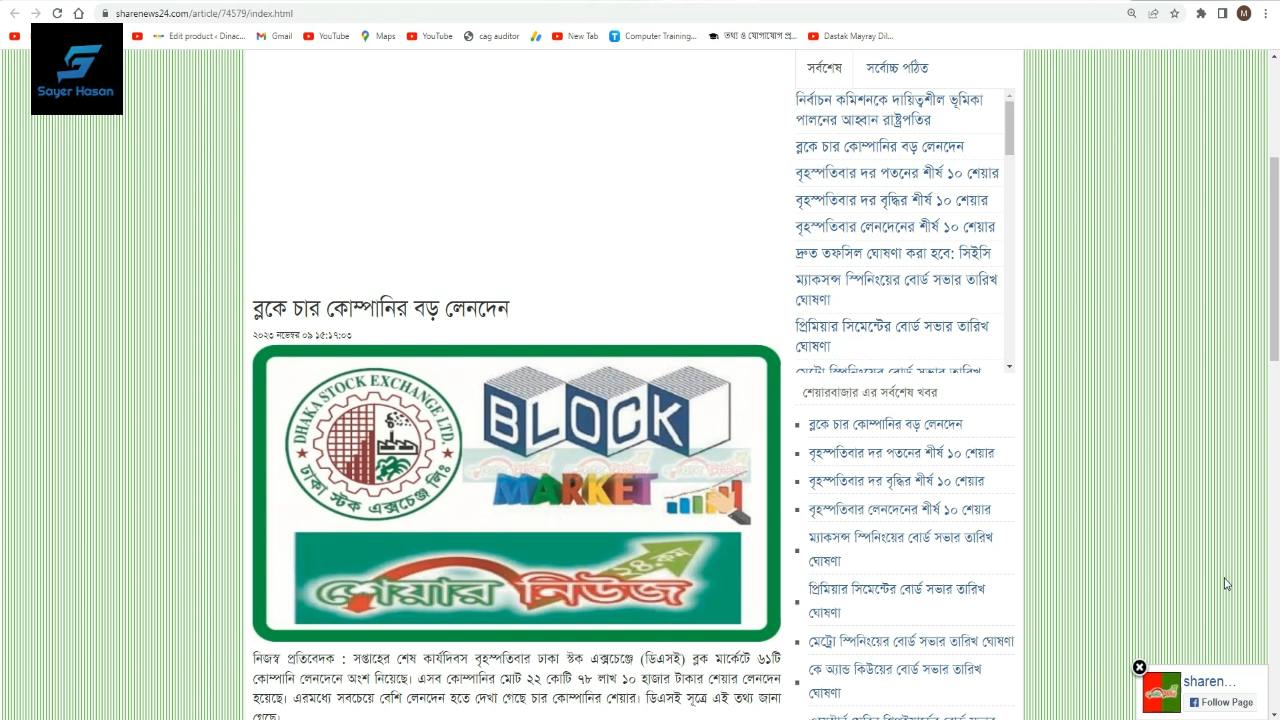 sharenews24.com/article/74579/index.html
M
Edit product ‹ Dinac...
Gmail
YouTube
Maps
YouTube
cag auditor
New Tab
Computer Training...
তথ্য ও যোগাযোগ প্র...
Dastak Mayray Dil...
Sayer Hasan
সর্বশেষ
সর্বোচ্চ পঠিত
নির্বাচন কমিশনকে দায়িত্বশীল ভূমিকা
পালনের আহ্বান রাষ্ট্রপতির
ব্লকে চার কোম্পানির বড় লেনদেন
বৃহস্পতিবার দর পতনের শীর্ষ ১০ শেয়ার
বৃহস্পতিবার দর বৃদ্ধির শীর্ষ ১০ শেয়ার
বৃহস্পতিবার লেনদেনের শীর্ষ ১০ শেয়ার
দ্রুত তফসিল ঘোষণা করা হবে: সিইসি
ম্যাকসন্স স্পিনিংয়ের বোর্ড সভার তারিখ
ঘোষণা
প্রিমিয়ার সিমেন্টের বোর্ড সভার তারিখ
ঘোষণা
মেট্রো স্পিনিংয়ের বোর্ড সভার তারিখ
ব্লকে চার কোম্পানির বড় লেনদেন
২০২৩ নভেম্বর ০৯ ১৫:১৭:০৩
DHAKA STOCK EXCHANGE LTD.
ঢাকা স্টক এক্সচেঞ্জ লিঃ
BLOCK
MARKET
শেয়ার নিউজ
২৪.কম
নিজস্ব প্রতিবেদক : সপ্তাহের শেষ কার্যদিবস বৃহস্পতিবার ঢাকা স্টক এক্সচেঞ্জে (ডিএসই) ব্লক মার্কেটে ৬১টি
কোম্পানি লেনদেনে অংশ নিয়েছে। এসব কোম্পানির মোট ২২ কোটি ৭৮ লাখ ১০ হাজার টাকার শেয়ার লেনদেন
হয়েছে। এরমধ্যে সবচেয়ে বেশি লেনদেন হতে দেখা গেছে চার কোম্পানির শেয়ার। ডিএসই সূত্রে এই তথ্য জানা
গেছে।
শেয়ারবাজার এর সর্বশেষ খবর
ব্লকে চার কোম্পানির বড় লেনদেন
বৃহস্পতিবার দর পতনের শীর্ষ ১০ শেয়ার
বৃহস্পতিবার দর বৃদ্ধির শীর্ষ ১০ শেয়ার
বৃহস্পতিবার লেনদেনের শীর্ষ ১০ শেয়ার
ম্যাকসন্স স্পিনিংয়ের বোর্ড সভার তারিখ
ঘোষণা
প্রিমিয়ার সিমেন্টের বোর্ড সভার তারিখ
ঘোষণা
মেট্রো স্পিনিংয়ের বোর্ড সভার তারিখ ঘোষণা
কে অ্যান্ড কিউয়ের বোর্ড সভার তারিখ
ঘোষণা
sharen...
Follow Page